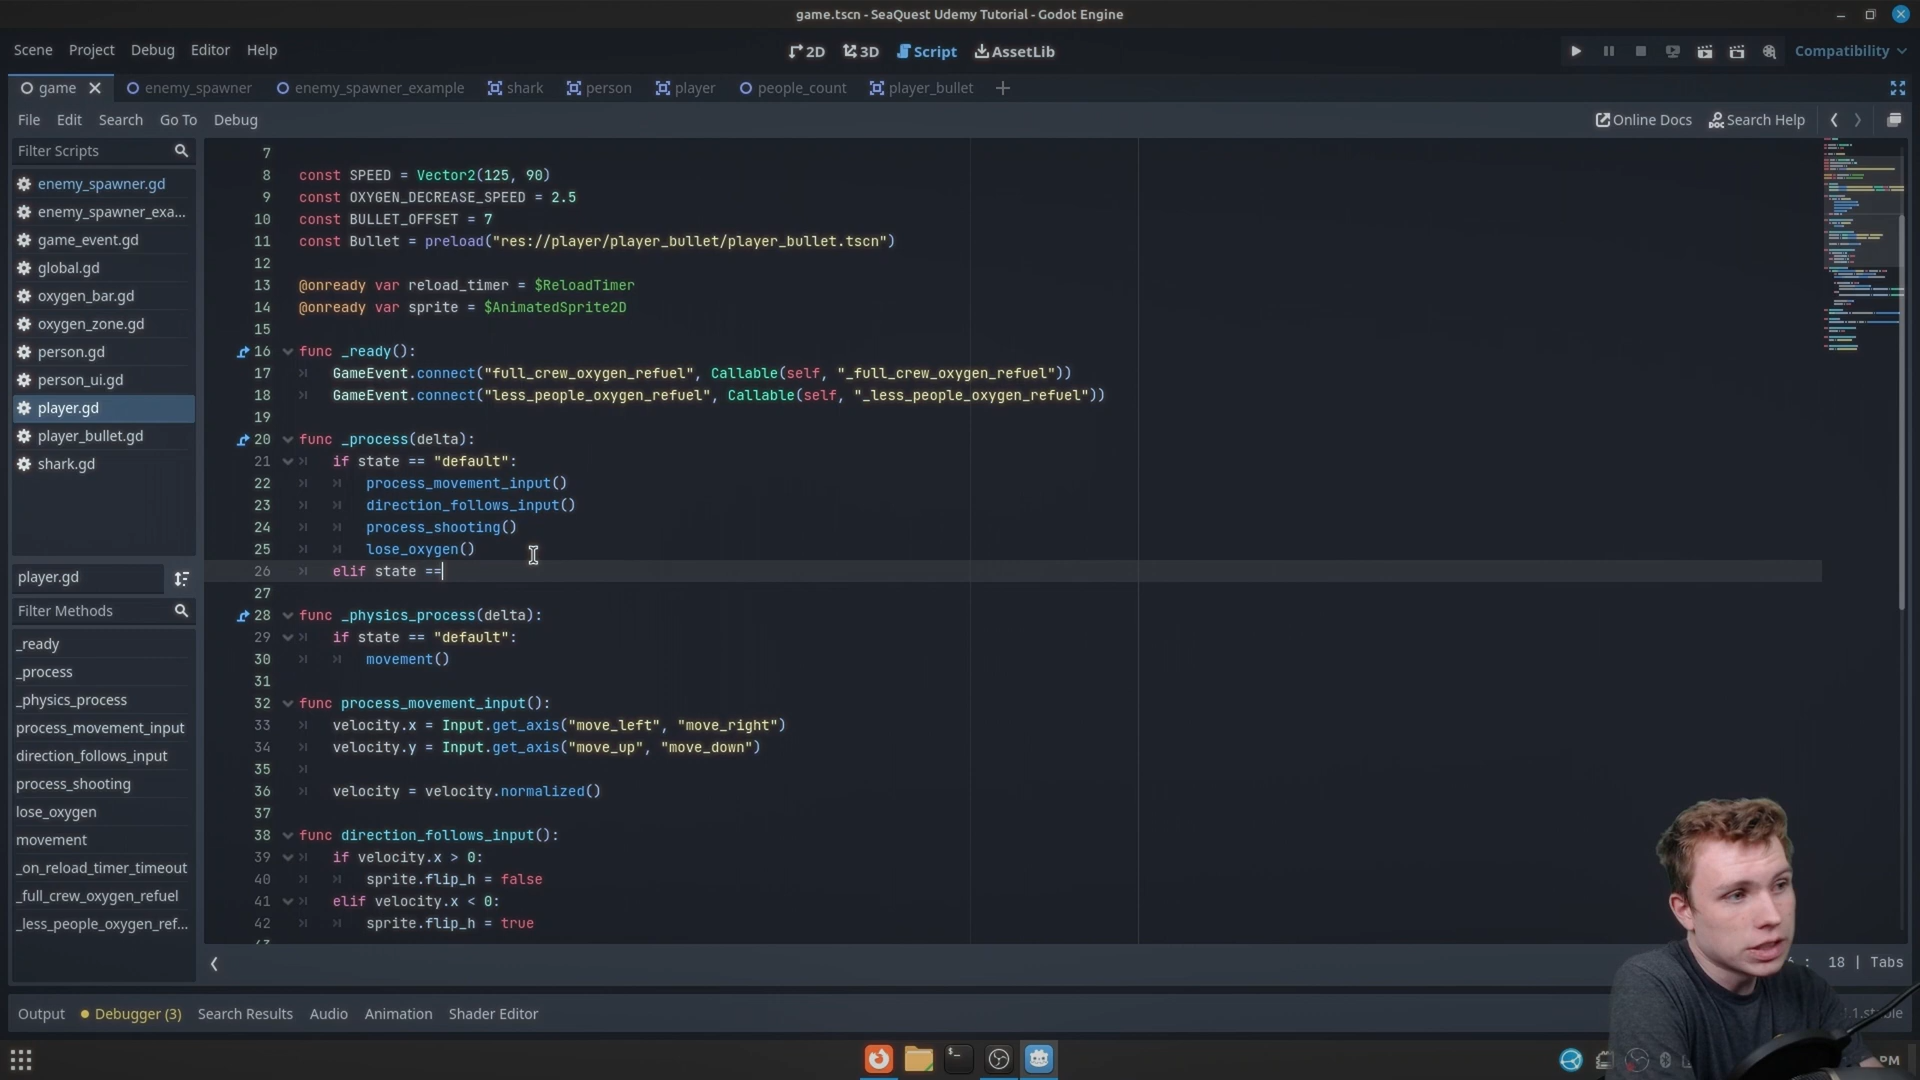 game.tscn - SeaQuest Udemy Tutorial - Godot Engine
Scene Project Debug Editor Help
2D 3D Script AssetLib
Compatibility
game enemy_spawner enemy_spawner_example shark person player people_count player_bullet
File Edit Search Go To Debug
Online Docs Search Help
Filter Scripts
enemy_spawner.gd
enemy_spawner_exa...
game_event.gd
global.gd
oxygen_bar.gd
oxygen_zone.gd
person.gd
person_ui.gd
player.gd
player_bullet.gd
shark.gd
player.gd
Filter Methods
_ready
_process
_physics_process
process_movement_input
direction_follows_input
process_shooting
lose_oxygen
movement
_on_reload_timer_timeout
_full_crew_oxygen_refuel
_less_people_oxygen_ref...
7
8 const SPEED = Vector2(125, 90)
9 const OXYGEN_DECREASE_SPEED = 2.5
10 const BULLET_OFFSET = 7
11 const Bullet = preload("res://player/player_bullet/player_bullet.tscn")
12
13 @onready var reload_timer = $ReloadTimer
14 @onready var sprite = $AnimatedSprite2D
15
16 func _ready():
17 GameEvent.connect("full_crew_oxygen_refuel", Callable(self, "_full_crew_oxygen_refuel"))
18 GameEvent.connect("less_people_oxygen_refuel", Callable(self, "_less_people_oxygen_refuel"))
19
20 func _process(delta):
21 if state == "default":
22 process_movement_input()
23 direction_follows_input()
24 process_shooting()
25 lose_oxygen()
26 elif state ==
27
28 func _physics_process(delta):
29 if state == "default":
30 movement()
31
32 func process_movement_input():
33 velocity.x = Input.get_axis("move_left", "move_right")
34 velocity.y = Input.get_axis("move_up", "move_down")
35
36 velocity = velocity.normalized()
37
38 func direction_follows_input():
39 if velocity.x > 0:
40 sprite.flip_h = false
41 elif velocity.x < 0:
42 sprite.flip_h = true
: 18 | Tabs
Output Debugger (3) Search Results Audio Animation Shader Editor
.1.stable
PM